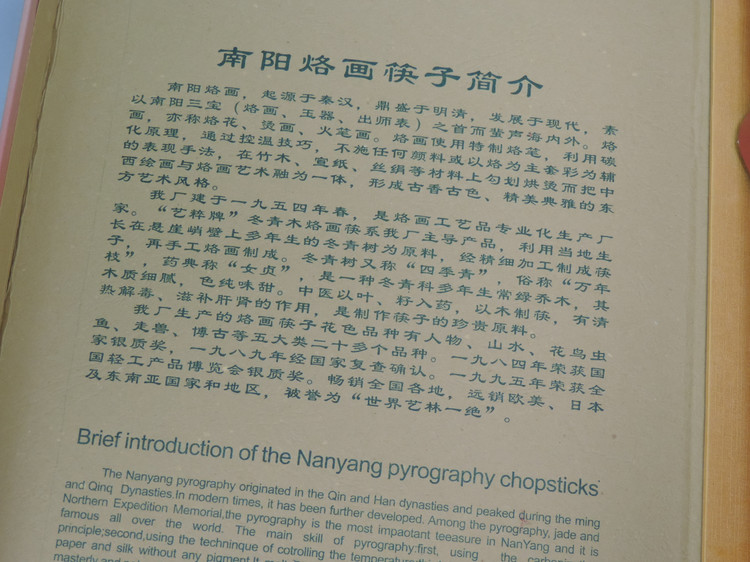 南阳烙画筷子简介
南阳烙画，起源于秦汉，鼎盛于明清，发展于现代，素
以南阳三宝（烙画、玉器、出师表）之首而蜚声海内外。烙
画，亦称烙花、烫画、火笔画。烙画使用特制烙笔，利用碳
化原理，通过控温技巧，不施任何颜料或以烙为主套彩为辅
的表现手法，在竹木、宣纸、丝绢等材料上勾划烘烫而把中
西绘画与烙画艺术融为一体，形成古香古色、精美典雅的东
方艺术风格。
我厂建于一九五四年春，是烙画工艺品专业化生产厂
家。“艺粹牌”冬青木烙画筷系我厂主导产品，利用当地生
长在悬崖峭壁上多年生的冬青树为原料，经精细加工制成筷
子，再手工烙画制成。冬青树又称“四季青”，俗称“万年
枝”，药典称“女贞”，是一种冬青科多年生常绿乔木，其
木质细腻，色纯味甜。中医以叶、籽入药，以木制筷，有清
热解毒、滋补肝肾的作用，是制作筷子的珍贵原料。
我厂生产的烙画筷子花色品种有人物、山水、花鸟虫
鱼、走兽、博古等五大类二十多个品种。一九八四年荣获国
家银质奖，一九八九年经国家复查确认。一九九五年荣获全
国轻工产品博览会银质奖。畅销全国各地，远销欧美、日本
及东南亚国家和地区，被誉为“世界艺林一绝”。
Brief introduction of the Nanyang pyrography chopsticks
The Nanyang pyrography originated in the Qin and Han dynasties and peaked during the ming
and Qinq Dynasties.In modern times, it has been further developed. Among the pyrography, jade and
Northern Expedition Memorial,the pyrography is the most impaotant teeasure in NanYang and it is
famous all over the world. The main skill of pyrography:first, using the
principle;second,using the techninque of cotrolling the
paper and silk without any pigment.It